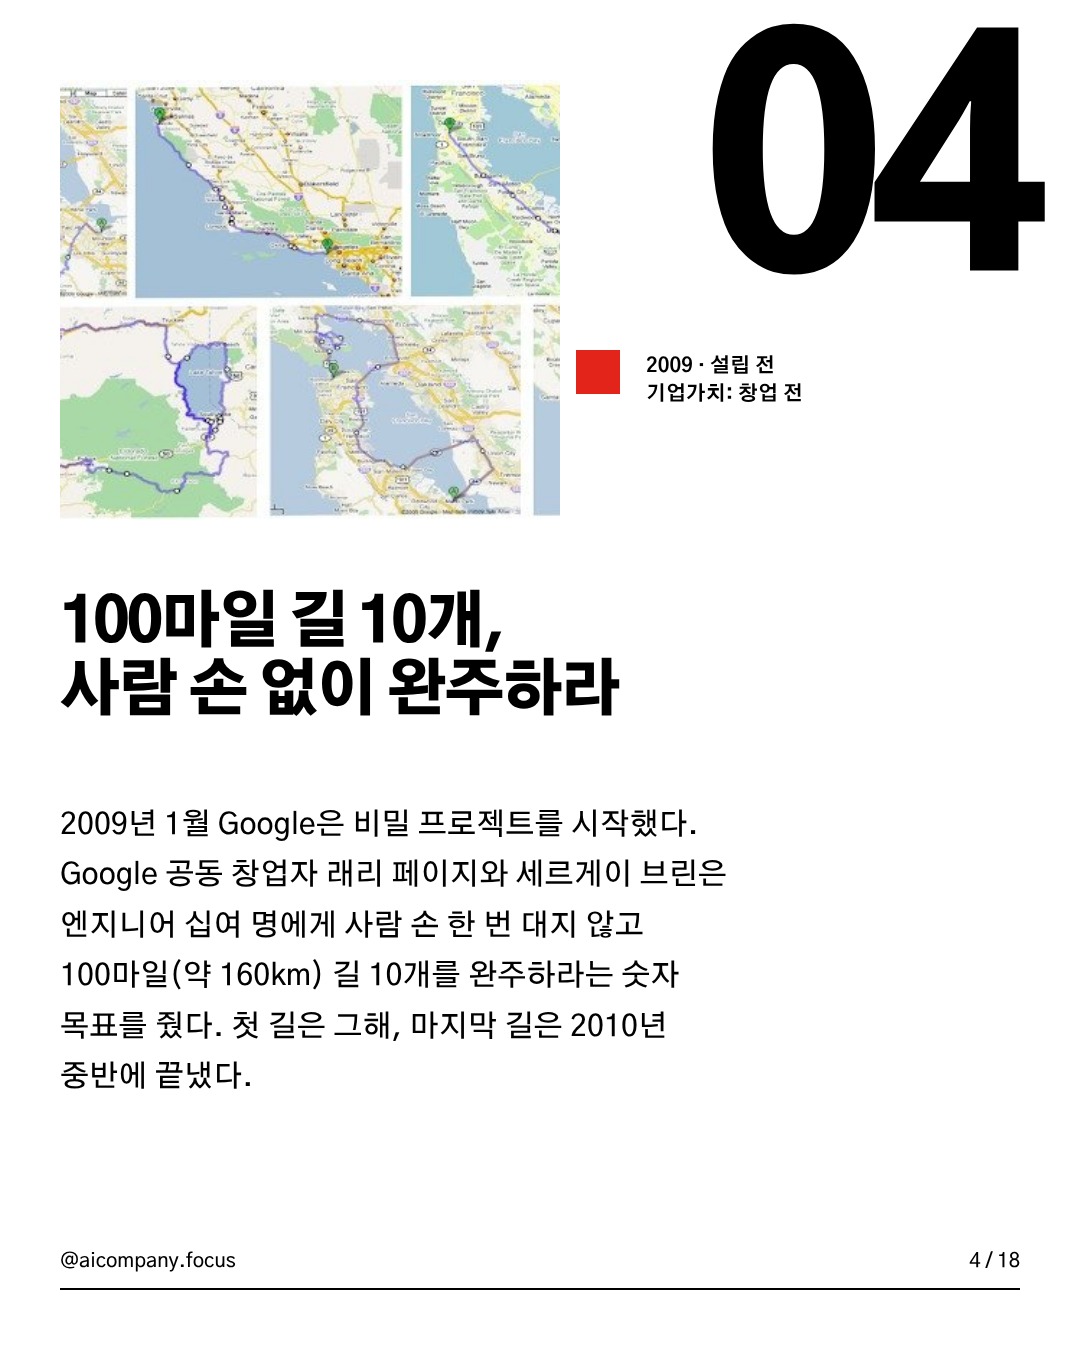 04
2009 · 설립 전
기업가치: 창업 전
100마일 길 10개,
사람 손 없이 완주하라
2009년 1월 Google은 비밀 프로젝트를 시작했다.
Google 공동 창업자 래리 페이지와 세르게이 브린은
엔지니어 십여 명에게 사람 손 한 번 대지 않고
100마일(약 160km) 길 10개를 완주하라는 숫자
목표를 줬다. 첫 길은 그해, 마지막 길은 2010년
중반에 끝냈다.
@aicompany.focus
4 / 18